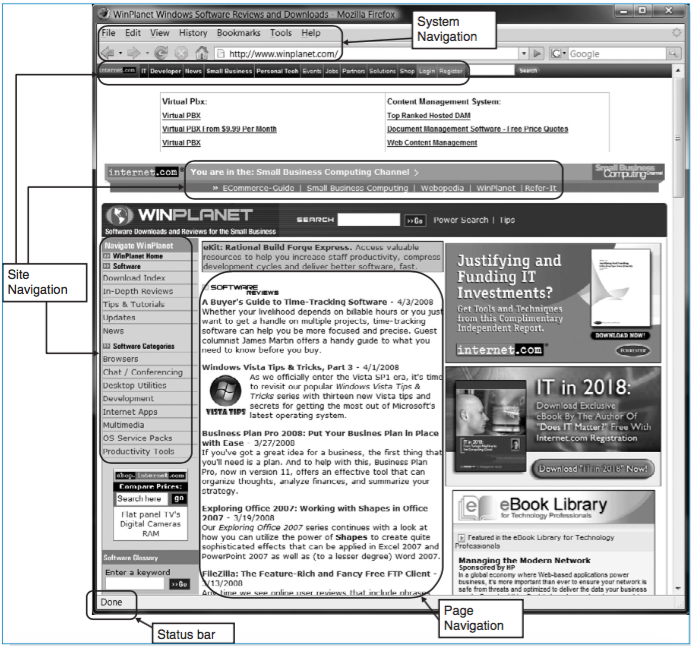 WinPlanet Windows Software Reviews and Downloads - Mozilla Firefox
System
Navigation
File Edit View History Bookmarks Tools Help
http://www.winplanet.com/
Google
internet.com IT Developer News Small Business Personal Tech Events Jobs Partners Solutions Shop Login Register
Search
Virtual Pbx:
Virtual PBX
Virtual PBX From $9.99 Per Month
Virtual PBX
Content Management System:
Top Ranked Hosted DAM
Document Management Software - Free Price Quotes
Web Content Management
internet.com
You are in the: Small Business Computing Channel >
Small Business
Computing Channel
» ECommerce-Guide | Small Business Computing | Webopedia | WinPlanet | Refer-It
WINPLANET
Software Downloads and Reviews for the Small Business
SEARCH
>>Go
Power Search | Tips
Site
Navigation
Navigate WinPlanet
WinPlanet Home
Software
Download Index
In-Depth Reviews
Tips & Tutorials
Updates
News
Software Categories
Browsers
Chat / Conferencing
Desktop Utilities
Development
Internet Apps
Multimedia
OS Service Packs
Productivity Tools
shop.internet.com
Compare Prices:
Search here go
Flat panel TV's
Digital Cameras
RAM
Software Glossary
Enter a keyword
>>Go
eKit: Rational Build Forge Express. Access valuable
resources to help you increase staff productivity, compress
development cycles and deliver better software, fast.
SOFTWARE
REVIEWS
A Buyer's Guide to Time-Tracking Software - 4/3/2008
Whether your livelihood depends on billable hours or you just
want to get a handle on multiple projects, time-tracking
software can help you be more focused and precise. Guest
columnist James Martin offers a handy guide to what you
need to know before you buy.
Windows Vista Tips & Tricks, Part 3 - 4/1/2008
VISTA TIPS
As we officially enter the Vista SP1 era, it's time
to revisit our popular Windows Vista Tips &
Tricks series with thirteen new Vista tips and
secrets for getting the most out of Microsoft's
latest operating system.
Business Plan Pro 2008: Put Your Busines Plan in Place
with Ease - 3/27/2008
If you've got a great idea for a business, the first thing that
you'll need is a plan. And to help with this, Business Plan
Pro, now in version 11, offers an effective tool that can
organize thoughts, analyze finances, and summarize your
strategy.
Exploring Office 2007: Working with Shapes in Office
2007 - 3/19/2008
Our Exploring Office 2007 series continues with a look at
how you can utilize the power of Shapes to create quite
sophisticated effects that can be applied in Excel 2007 and
PowerPoint 2007 as well as (to a lesser degree) Word 2007.
FileZilla: The Feature-Rich and Fancy Free FTP Client -
3/13/2008
Any time we see online user reviews that include phrases
Justifying and
Funding IT
Investments?
Get Tools and Techniques
from this Complimentary
Independent Report.
internet.com
DOWNLOAD NOW!
IT in 2018:
Download Exclusive
eBook By The Author Of
"Does IT Matter?" Free With
Internet.com Registration
IT in 2018:
Download "IT in 2018" Now!
e eBook Library
for Technology Professionals
Featured in the eBook Library for Technology
Professionals
Managing the Modern Network
Sponsored by HP
In a global economy where Web-based applications power
business, it's more important than ever to ensure your network is
safe from threats and optimized to deliver the data your business
Done
Status bar
Page
Navigation